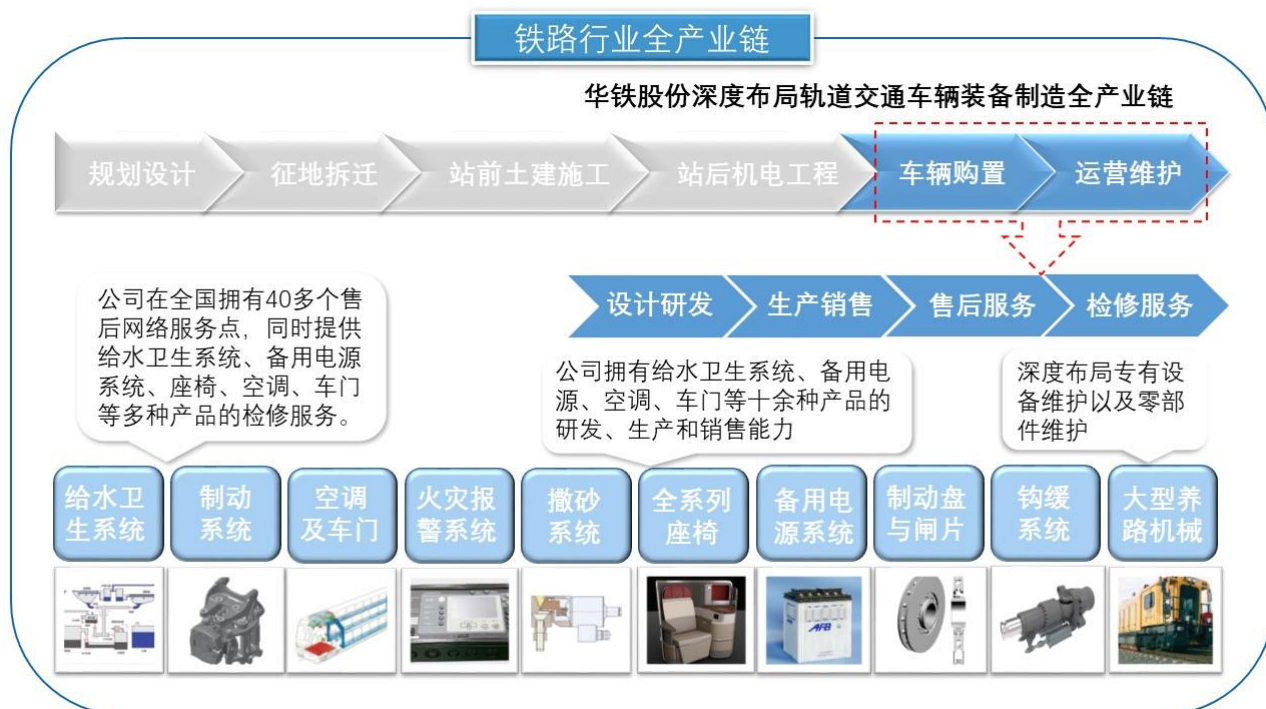 铁路行业全产业链
华铁股份深度布局轨道交通车辆装备制造全产业链
规划设计
征地拆迁
站前土建施工
站后机电工程
车辆购置
运营维护
设计研发
生产销售
售后服务
检修服务
公司在全国拥有40多个售
后网络服务点，同时提供
给水卫生系统、备用电源
系统、座椅、空调、车门
等多种产品的检修服务。
公司拥有给水卫生系统、备用电
源、空调、车门等十余种产品的
研发、生产和销售能力
深度布局专有设
备维护以及零部
件维护
给水卫
生系统
制动
系统
空调
及车门
火灾报
警系统
撒砂
系统
全系列
座椅
备用电
源系统
制动盘
与闸片
钩缓
系统
大型养
路机械
AFB